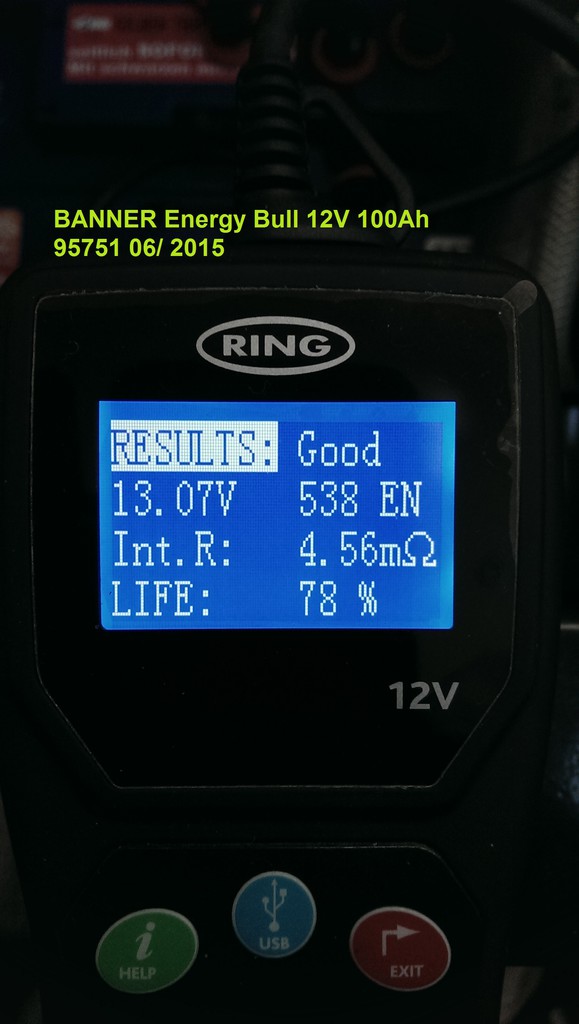 BANNER Energy Bull 12V 100Ah
95751 06/ 2015
RING
RESULTS: Good
13.07V 538 EN
Int.R: 4.56mΩ
LIFE: 78 %
12V
i
HELP
USB
EXIT